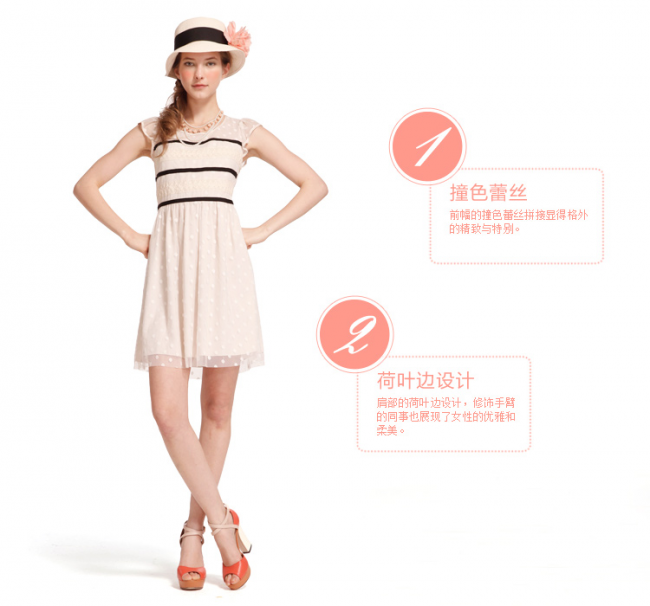 1
撞色蕾丝
前幅的撞色蕾丝拼接显得格外
的精致与特别。
2
荷叶边设计
肩部的荷叶边设计，修饰手臂
的同事也展现了女性的优雅和
柔美。